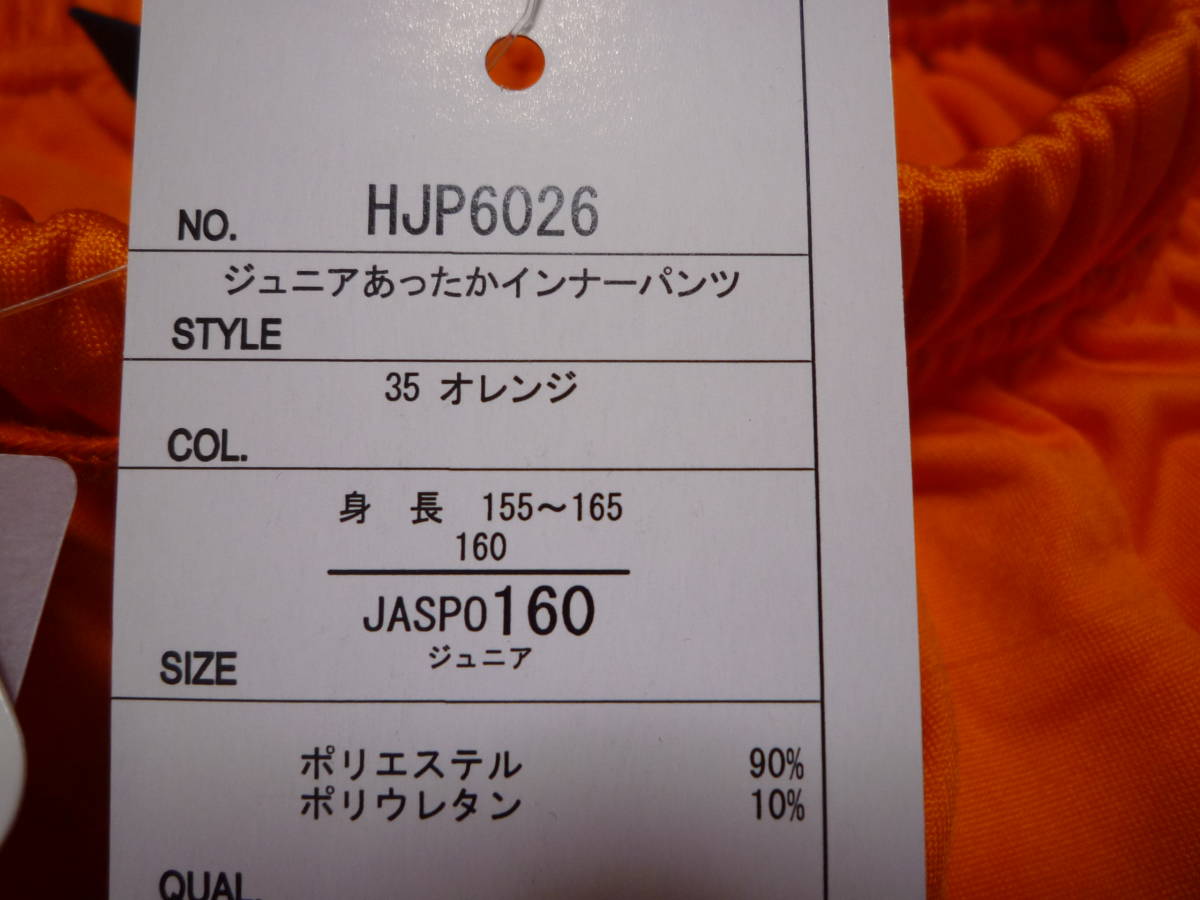 NO. HJP6026
ジュニアあったかインナーパンツ
STYLE
35 オレンジ
COL.
身 長 155～165
160
JASPO160
ジュニア
SIZE
ポリエステル 90%
ポリウレタン 10%
QUAL.